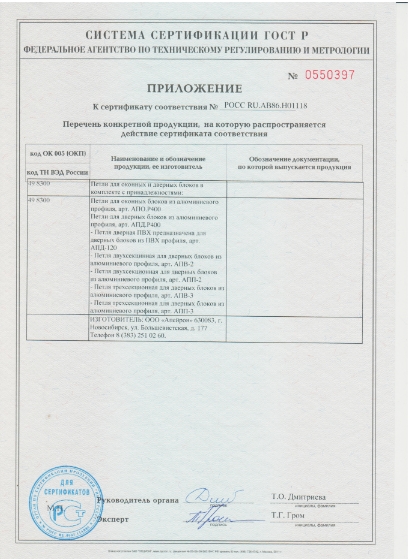 СИСТЕМА СЕРТИФИКАЦИИ ГОСТ Р
ФЕДЕРАЛЬНОЕ АГЕНТСТВО ПО ТЕХНИЧЕСКОМУ РЕГУЛИРОВАНИЮ И МЕТРОЛОГИИ
№ 0550397
ПРИЛОЖЕНИЕ
К сертификату соответствия № РОСС RU.АВ86.Н01118
Перечень конкретной продукции, на которую распространяется
действие сертификата соответствия
код ОК 005 (ОКП)
код ТН ВЭД России
Наименование и обозначение
продукции, ее изготовитель
Обозначение документации,
по которой выпускается продукция
49 8300
Петли для оконных и дверных блоков в
комплекте с принадлежностями:
49 8300
Петли для оконных блоков из алюминиевого
профиля, арт. АПО.Р400
Петли для дверных блоков из алюминиевого
профиля, арт. АПД.Р400
- Петля дверная ПВХ предназначена для
дверных блоков из ПВХ профиля, арт.
АПД-120
- Петли двухсекционная для дверных блоков из
алюминиевого профиля, арт. АПВ-2
- Петли двухсекционная для дверных блоков
из алюминиевого профиля, арт. АПП-2
- Петли трехсекционная для дверных блоков из
алюминиевого профиля, арт. АПВ-3
- Петли трехсекционная для дверных блоков из
алюминиевого профиля, арт. АПП-3
ИЗГОТОВИТЕЛЬ: ООО «Апейрон» 630083, г.
Новосибирск, ул. Большевистская, д. 177
Телефон 8 (383) 251 02 60.
ДЛЯ
СЕРТИФИКАТОВ
М.П.
Руководитель органа
подпись
Т.О. Дмитриева
инициалы, фамилия
Эксперт
подпись
Т.Г. Гром
инициалы, фамилия